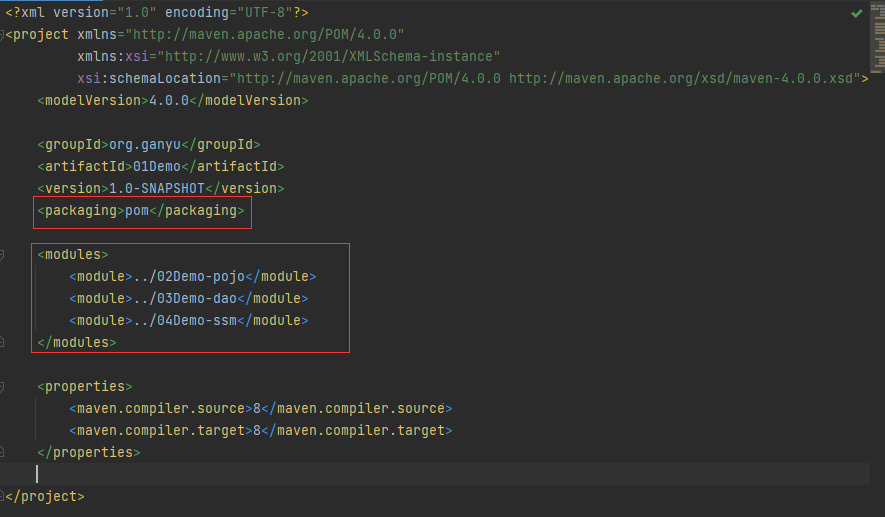 <?xml version="1.0" encoding="UTF-8"?>
<project xmlns="http://maven.apache.org/POM/4.0.0"
         xmlns:xsi="http://www.w3.org/2001/XMLSchema-instance"
         xsi:schemaLocation="http://maven.apache.org/POM/4.0.0 http://maven.apache.org/xsd/maven-4.0.0.xsd">
    <modelVersion>4.0.0</modelVersion>
    <groupId>org.ganyu</groupId>
    <artifactId>01Demo</artifactId>
    <version>1.0-SNAPSHOT</version>
    <packaging>pom</packaging>
    <modules>
        <module>../02Demo-pojo</module>
        <module>../03Demo-dao</module>
        <module>../04Demo-ssm</module>
    </modules>
    <properties>
        <maven.compiler.source>8</maven.compiler.source>
        <maven.compiler.target>8</maven.compiler.target>
    </properties>
</project>